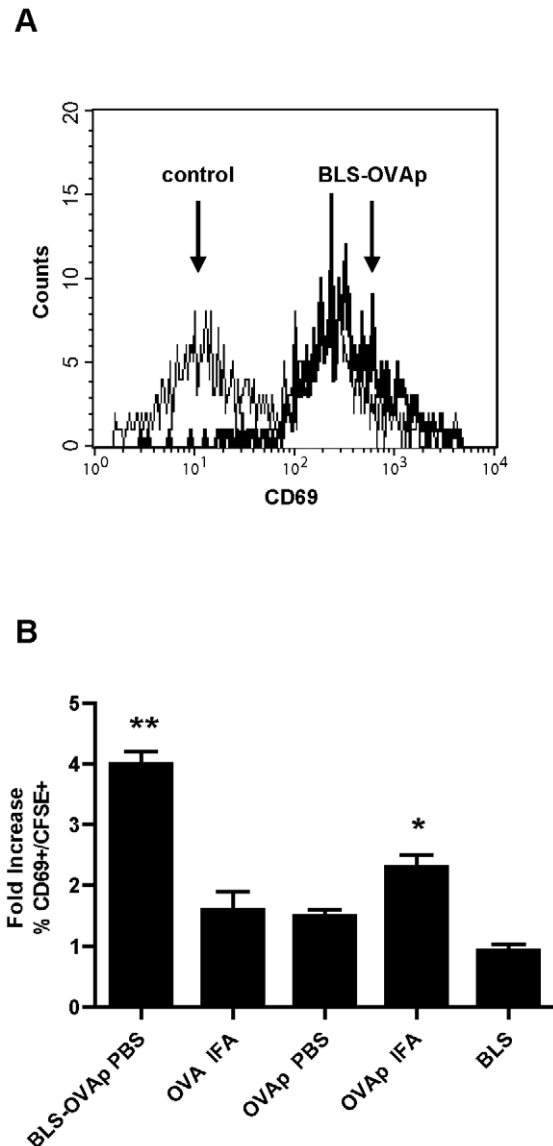 A
20
15
10
5
0
Counts
control
BLS-OVAp
10^0 10^1 10^2 10^3 10^4
CD69
B
5
4
3
2
1
0
Fold Increase
% CD69+/CFSE+
**
*
BLS-OVAp PBS
OVA IFA
OVAp PBS
OVAp IFA
BLS